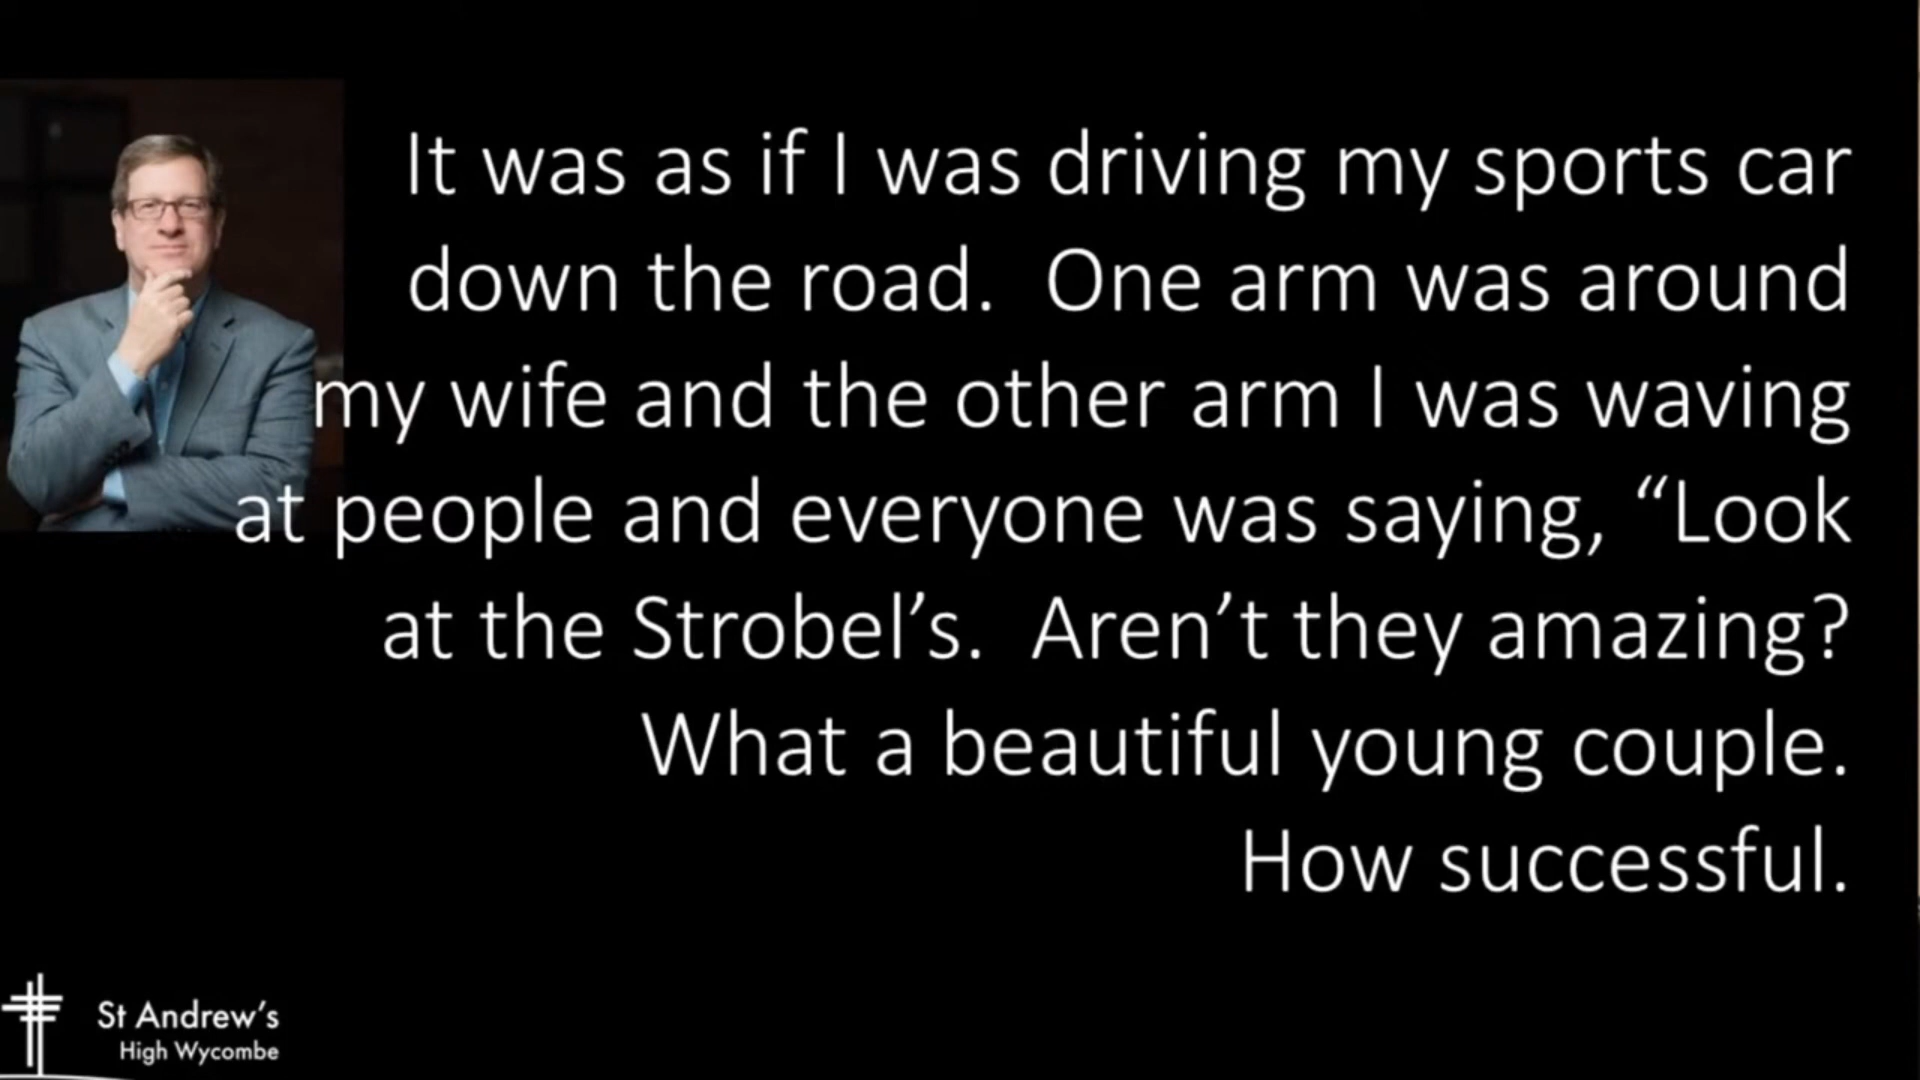 It was as if I was driving my sports car
down the road.  One arm was around
my wife and the other arm I was waving
at people and everyone was saying, “Look
at the Strobel’s.  Aren’t they amazing?
What a beautiful young couple.
How successful.
St Andrew’s
High Wycombe